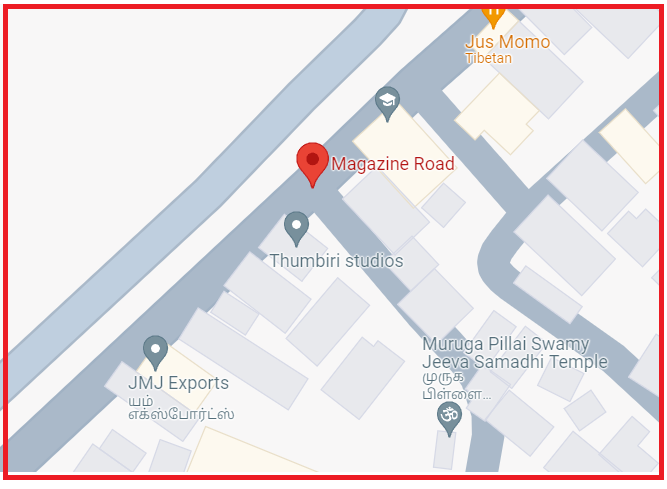 Jus Momo
Tibetan
Magazine Road
Thumbiri studios
Muruga Pillai Swamy
Jeeva Samadhi Temple
முருக
பிள்ளை...
JMJ Exports
யம்
எக்ஸ்போர்ட்ஸ்